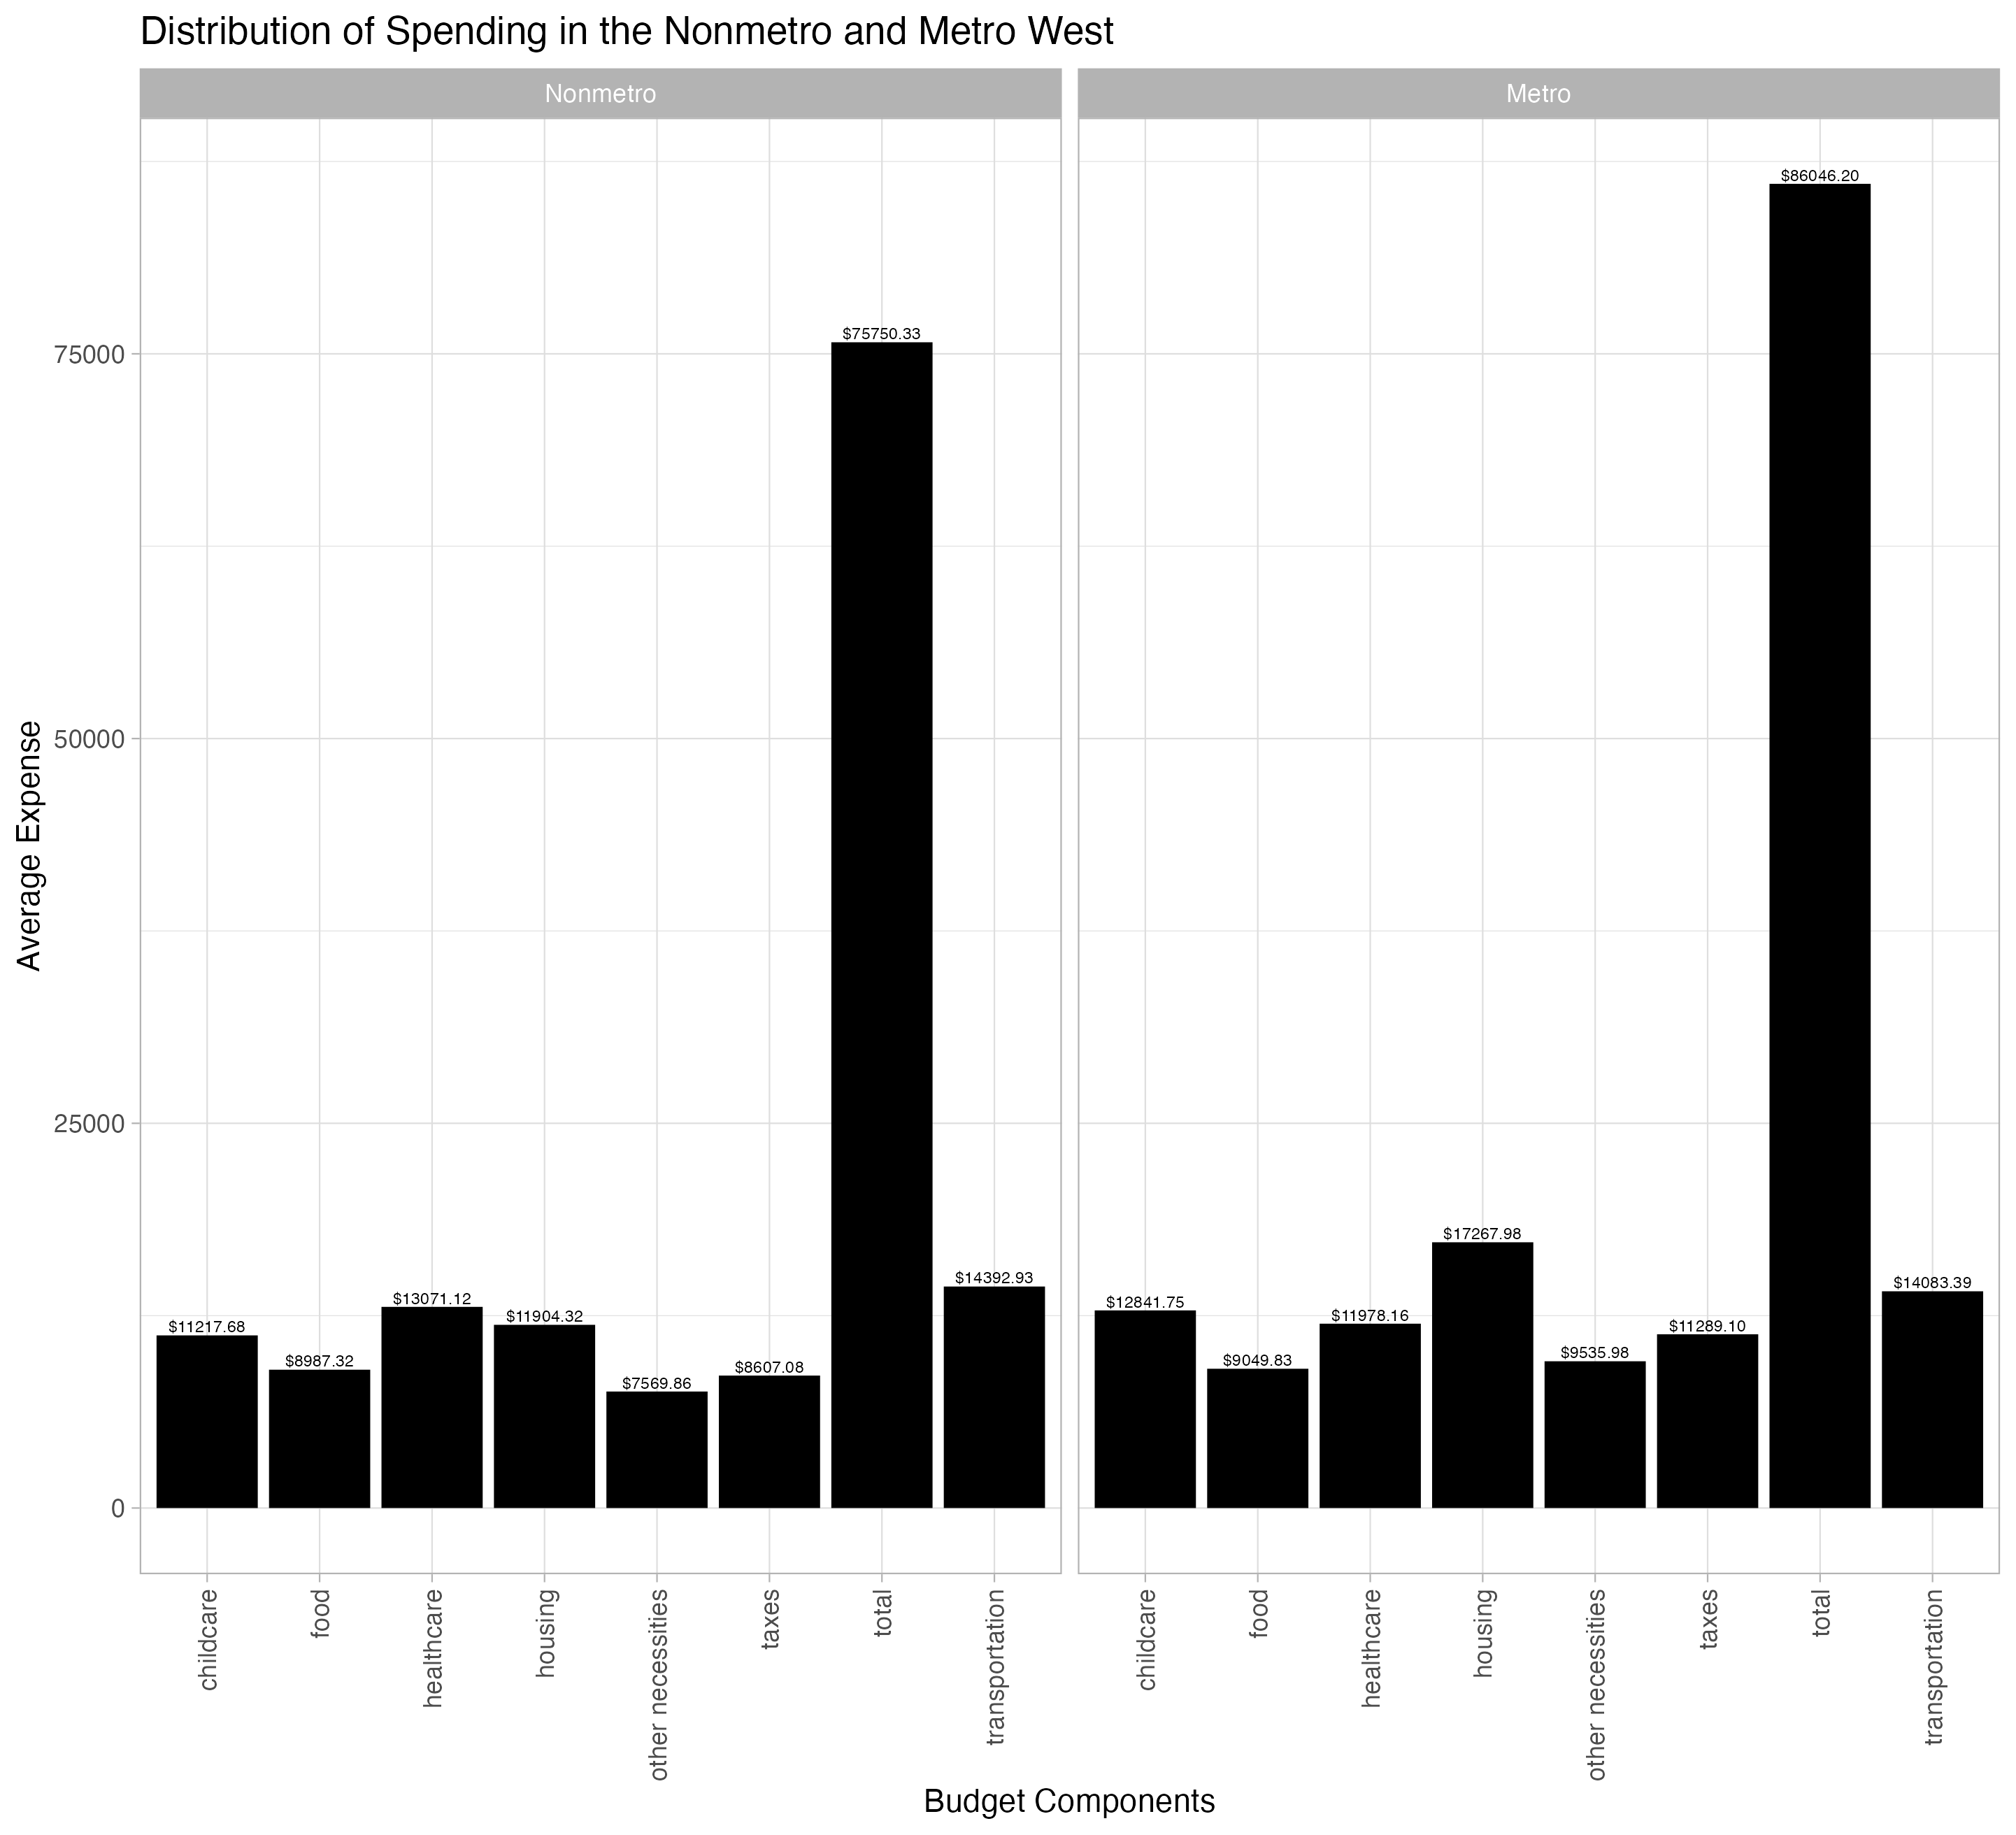 Distribution of Spending in the Nonmetro and Metro West
Nonmetro
Metro
Average Expense
75000
50000
25000
0
$11217.68
$8987.32
$13071.12
$11904.32
$7569.86
$8607.08
$75750.33
$14392.93
$12841.75
$9049.83
$11978.16
$17267.98
$9535.98
$11289.10
$86046.20
$14083.39
childcare
food
healthcare
housing
other necessities
taxes
total
transportation
childcare
food
healthcare
housing
other necessities
taxes
total
transportation
Budget Components